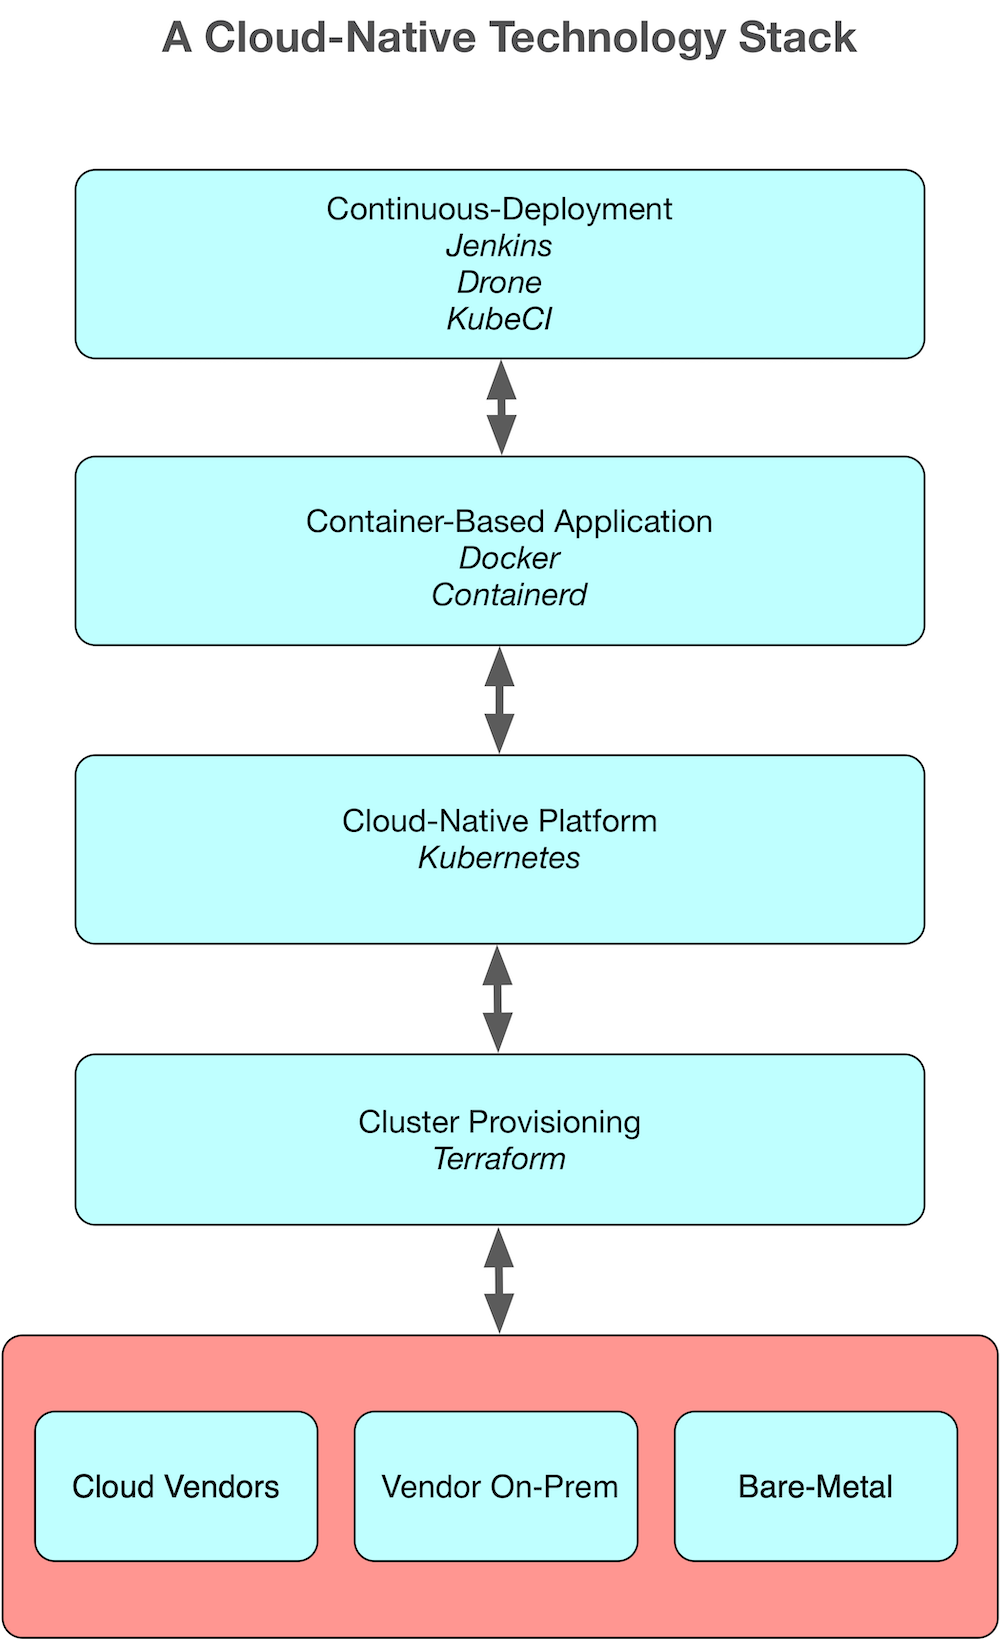 A Cloud-Native Technology Stack
Continuous-Deployment
Jenkins
Drone
KubeCI
Container-Based Application
Docker
Containerd
Cloud-Native Platform
Kubernetes
Cluster Provisioning
Terraform
Cloud Vendors
Vendor On-Prem
Bare-Metal